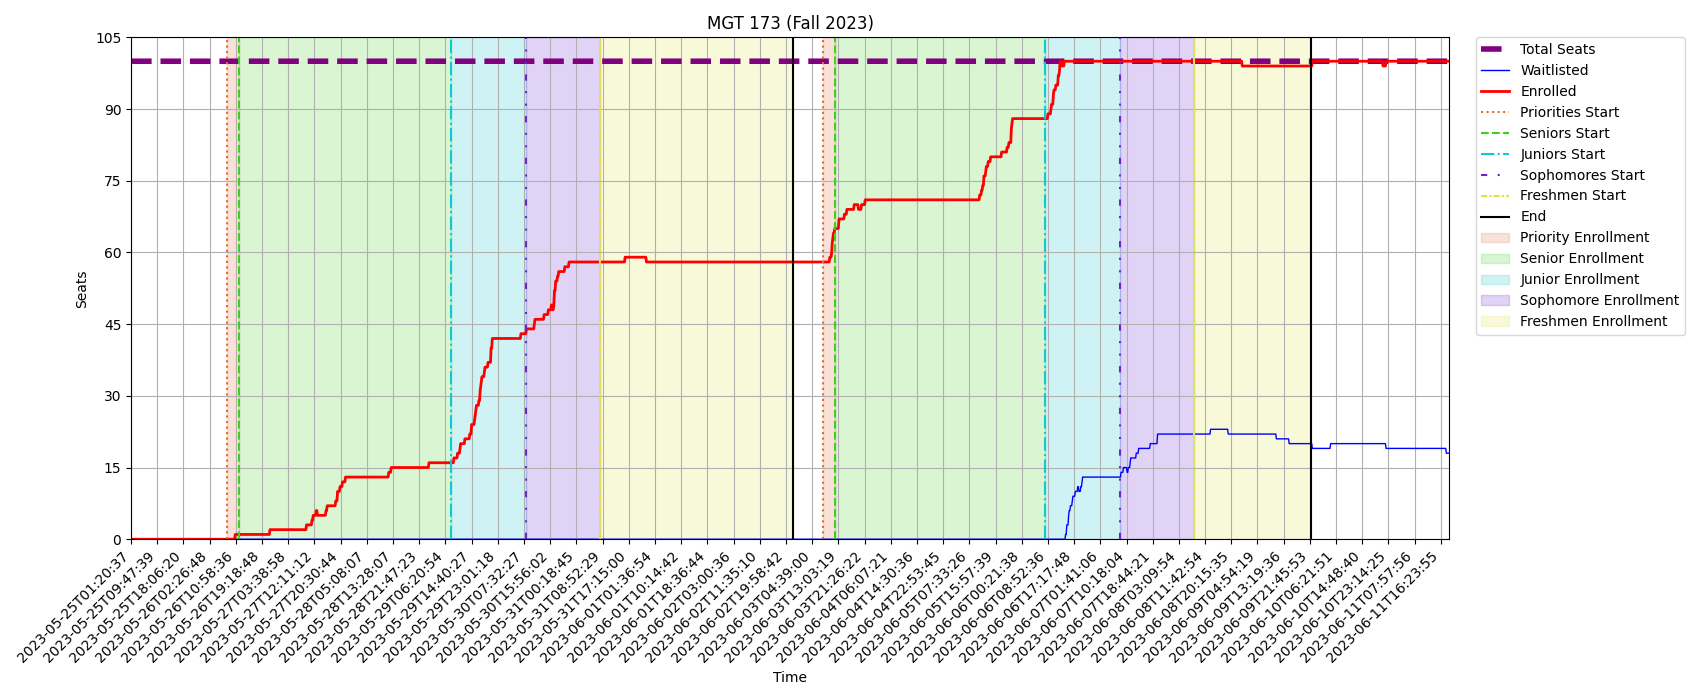 MGT 173 (Fall 2023)
105
90
75
60
45
30
15
0
Seats
2023-05-25T01:20:37
2023-05-25T09:47:39
2023-05-25T18:06:20
2023-05-26T02:26:48
2023-05-26T10:58:36
2023-05-26T19:18:48
2023-05-27T03:38:58
2023-05-27T12:11:12
2023-05-27T20:30:44
2023-05-28T05:08:07
2023-05-28T13:28:07
2023-05-28T21:47:23
2023-05-29T06:20:54
2023-05-29T14:40:27
2023-05-29T23:01:18
2023-05-30T07:32:27
2023-05-30T15:56:02
2023-05-31T00:18:45
2023-05-31T08:52:29
2023-05-31T17:15:00
2023-06-01T01:36:54
2023-06-01T10:14:42
2023-06-01T18:36:44
2023-06-02T03:00:36
2023-06-02T11:35:10
2023-06-02T19:58:42
2023-06-03T04:39:00
2023-06-03T13:03:19
2023-06-03T21:26:22
2023-06-04T06:07:21
2023-06-04T14:30:36
2023-06-04T22:53:45
2023-06-05T07:33:26
2023-06-05T15:57:39
2023-06-06T00:21:38
2023-06-06T08:52:36
2023-06-06T17:17:48
2023-06-07T01:41:06
2023-06-07T10:18:04
2023-06-07T18:44:21
2023-06-08T03:09:54
2023-06-08T11:42:54
2023-06-08T20:15:35
2023-06-09T04:54:19
2023-06-09T13:19:36
2023-06-09T21:45:53
2023-06-10T06:21:51
2023-06-10T14:48:40
2023-06-10T23:14:25
2023-06-11T07:57:56
2023-06-11T16:23:55
Time
Total Seats
Waitlisted
Enrolled
Priorities Start
Seniors Start
Juniors Start
Sophomores Start
Freshmen Start
End
Priority Enrollment
Senior Enrollment
Junior Enrollment
Sophomore Enrollment
Freshmen Enrollment